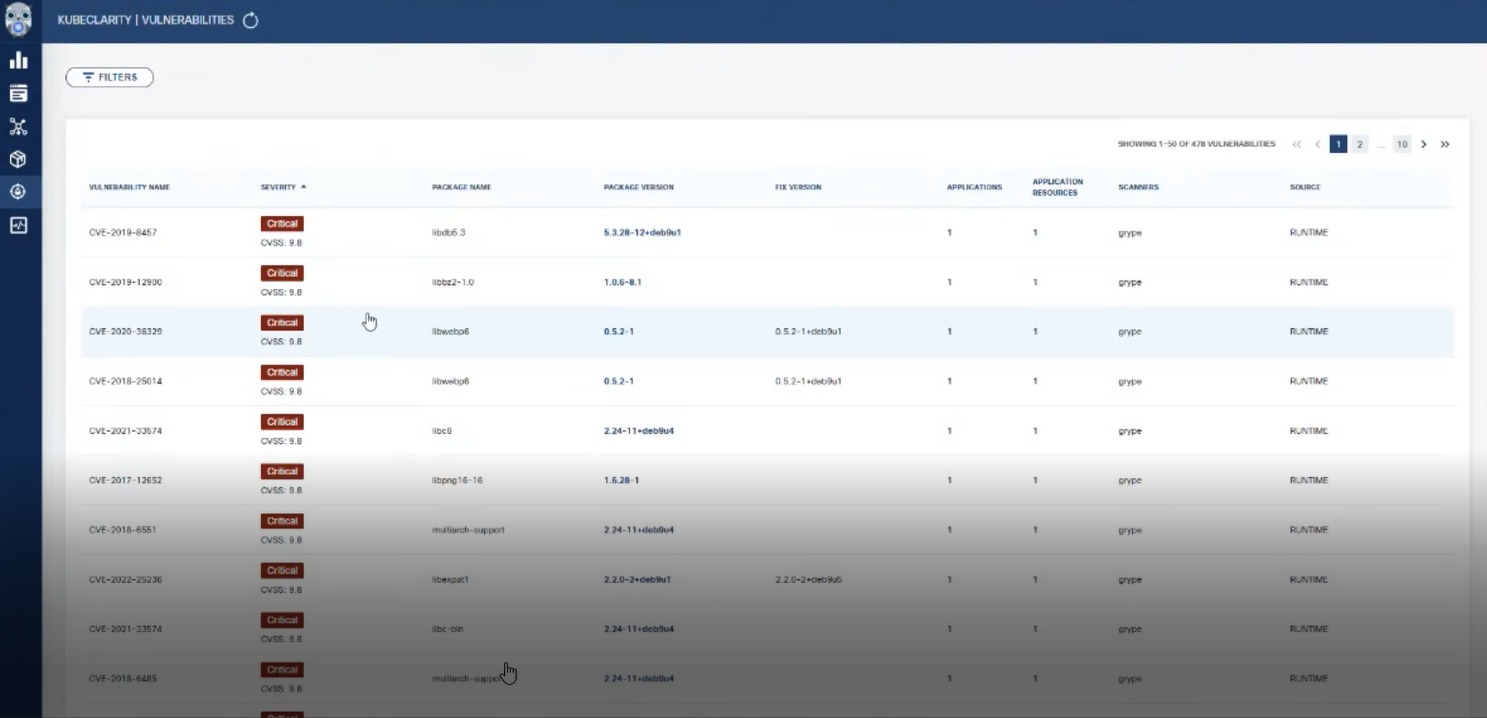 KUBECLARITY | VULNERABILITIES
FILTERS
SHOWING 1-50 OF 478 VULNERABILITIES 1 2 ... 10
VULNERABILITY NAME SEVERITY PACKAGE NAME PACKAGE VERSION FIX VERSION APPLICATIONS APPLICATION RESOURCES SCANNERS SOURCE
Critical
CVE-2019-8457 libdb5.3 5.3.28-12+deb9u1 1 1 grype RUNTIME
CVSS: 9.8
Critical
CVE-2019-12900 libbz2-1.0 1.0.6-8.1 1 1 grype RUNTIME
CVSS: 9.8
Critical
CVE-2020-36329 libwebp6 0.5.2-1 0.5.2-1+deb9u1 1 1 grype RUNTIME
CVSS: 9.8
Critical
CVE-2018-25014 libwebp6 0.5.2-1 0.5.2-1+deb9u1 1 1 grype RUNTIME
CVSS: 9.8
Critical
CVE-2021-33574 libc6 2.24-11+deb9u4 1 1 grype RUNTIME
CVSS: 9.8
Critical
CVE-2017-12652 libpng16-16 1.6.28-1 1 1 grype RUNTIME
CVSS: 9.8
Critical
CVE-2018-6551 multiarch-support 2.24-11+deb9u4 1 1 grype RUNTIME
CVSS: 9.8
Critical
CVE-2022-25236 libexpat1 2.2.0-2+deb9u1 2.2.0-2+deb9u5 1 1 grype RUNTIME
CVSS: 9.8
Critical
CVE-2021-33574 libc-bin 2.24-11+deb9u4 1 1 grype RUNTIME
CVSS: 9.8
Critical
CVE-2018-6485 multiarch-suppo 2.24-11+deb9u4 1 1 grype RUNTIME
CVSS: 9.8
Critical